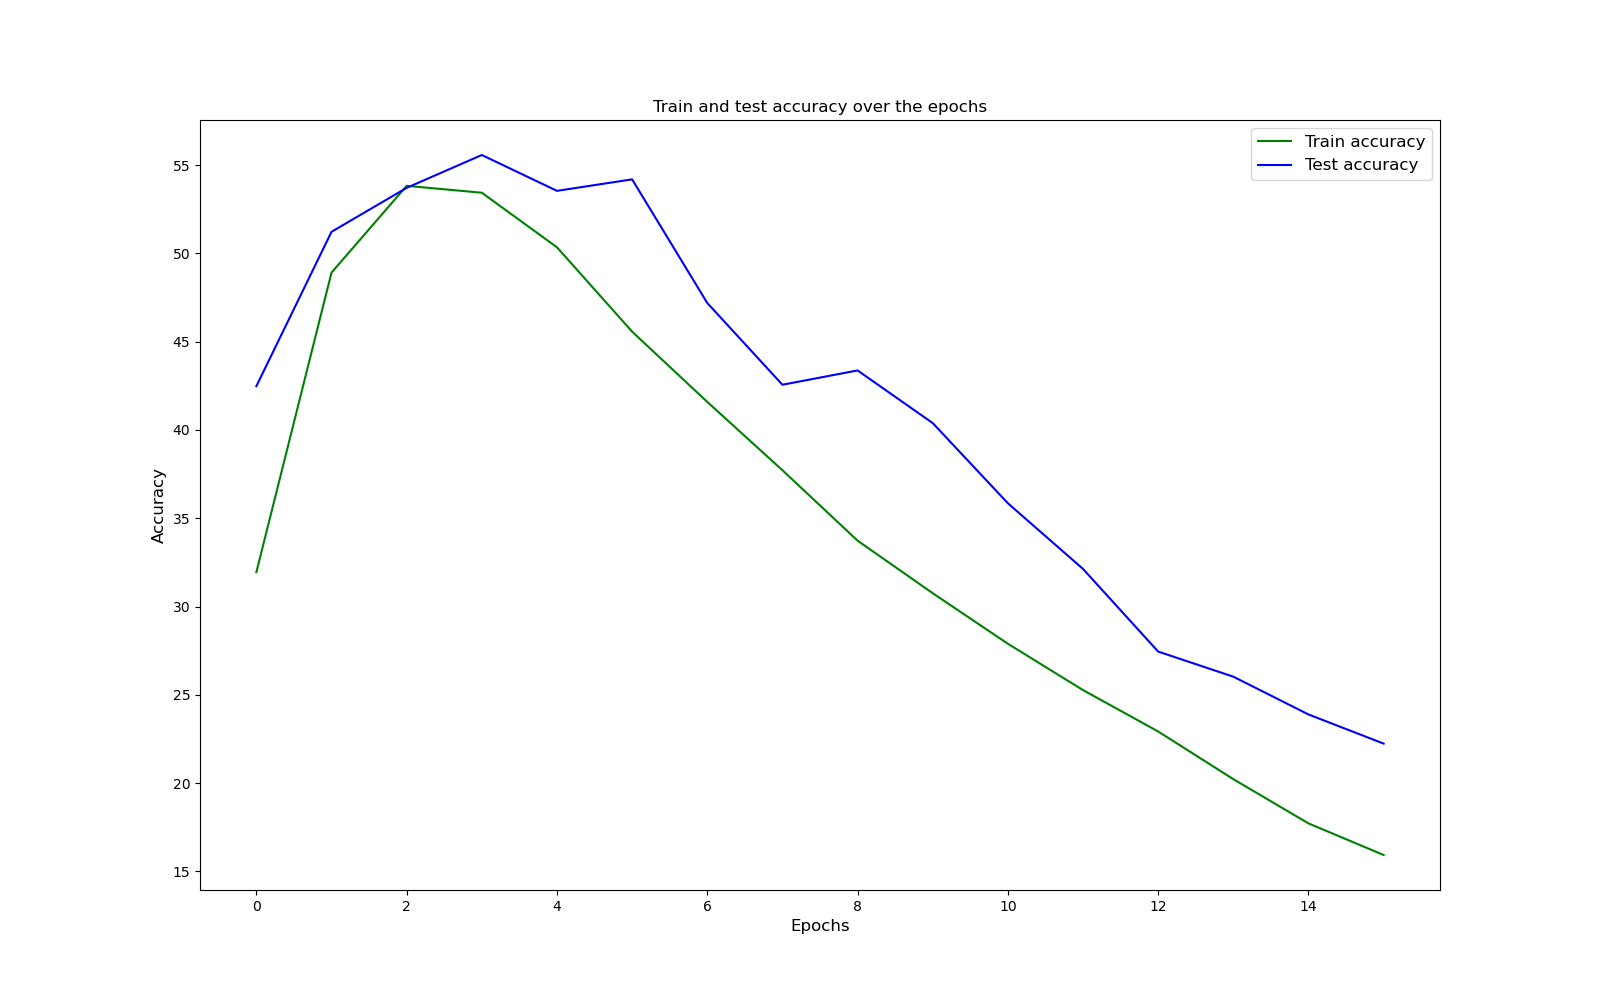 Train and test accuracy over the epochs
Train accuracy
Test accuracy
Accuracy
55
50
45
40
35
30
25
20
15
0 2 4 6 8 10 12 14
Epochs